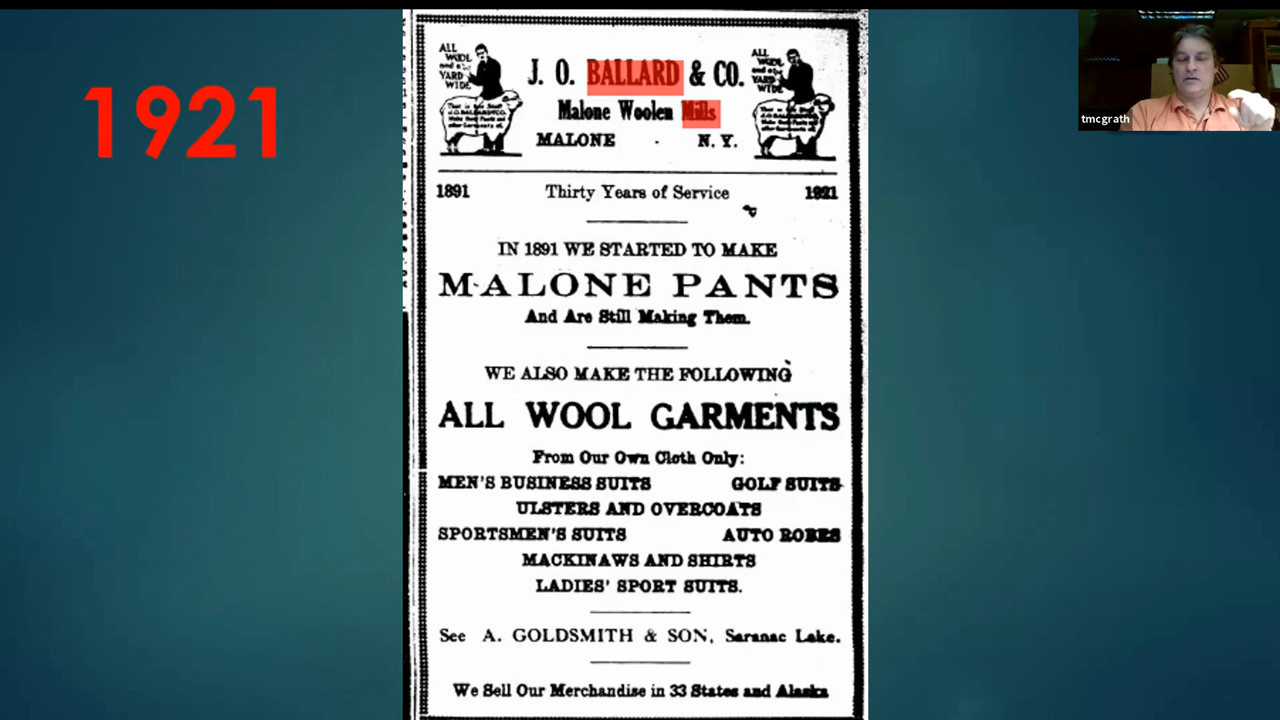 1921
ALL
WOOL
and a
YARD
WIDE
J. O. BALLARD & CO.
Malone Woolen Mills
MALONE - N. Y.
ALL
WOOL
and a
YARD
WIDE
1891 Thirty Years of Service 1921
IN 1891 WE STARTED TO MAKE
MALONE PANTS
And Are Still Making Them.
WE ALSO MAKE THE FOLLOWING
ALL WOOL GARMENTS
From Our Own Cloth Only:
MEN'S BUSINESS SUITS GOLF SUITS
ULSTERS AND OVERCOATS
SPORTSMEN'S SUITS AUTO ROBES
MACKINAWS AND SHIRTS
LADIES' SPORT SUITS.
See A. GOLDSMITH & SON, Saranac Lake.
We Sell Our Merchandise in 33 States and Alaska
tmcgrath